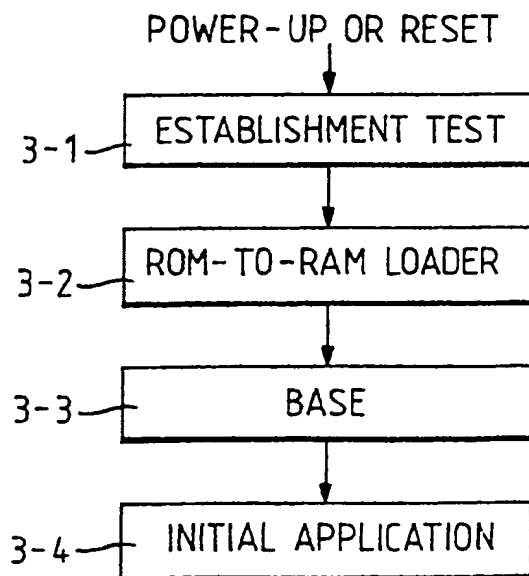 POWER-UP OR RESET
3-1 ESTABLISHMENT TEST
3-2 ROM-TO-RAM LOADER
3-3 BASE
3-4 INITIAL APPLICATION